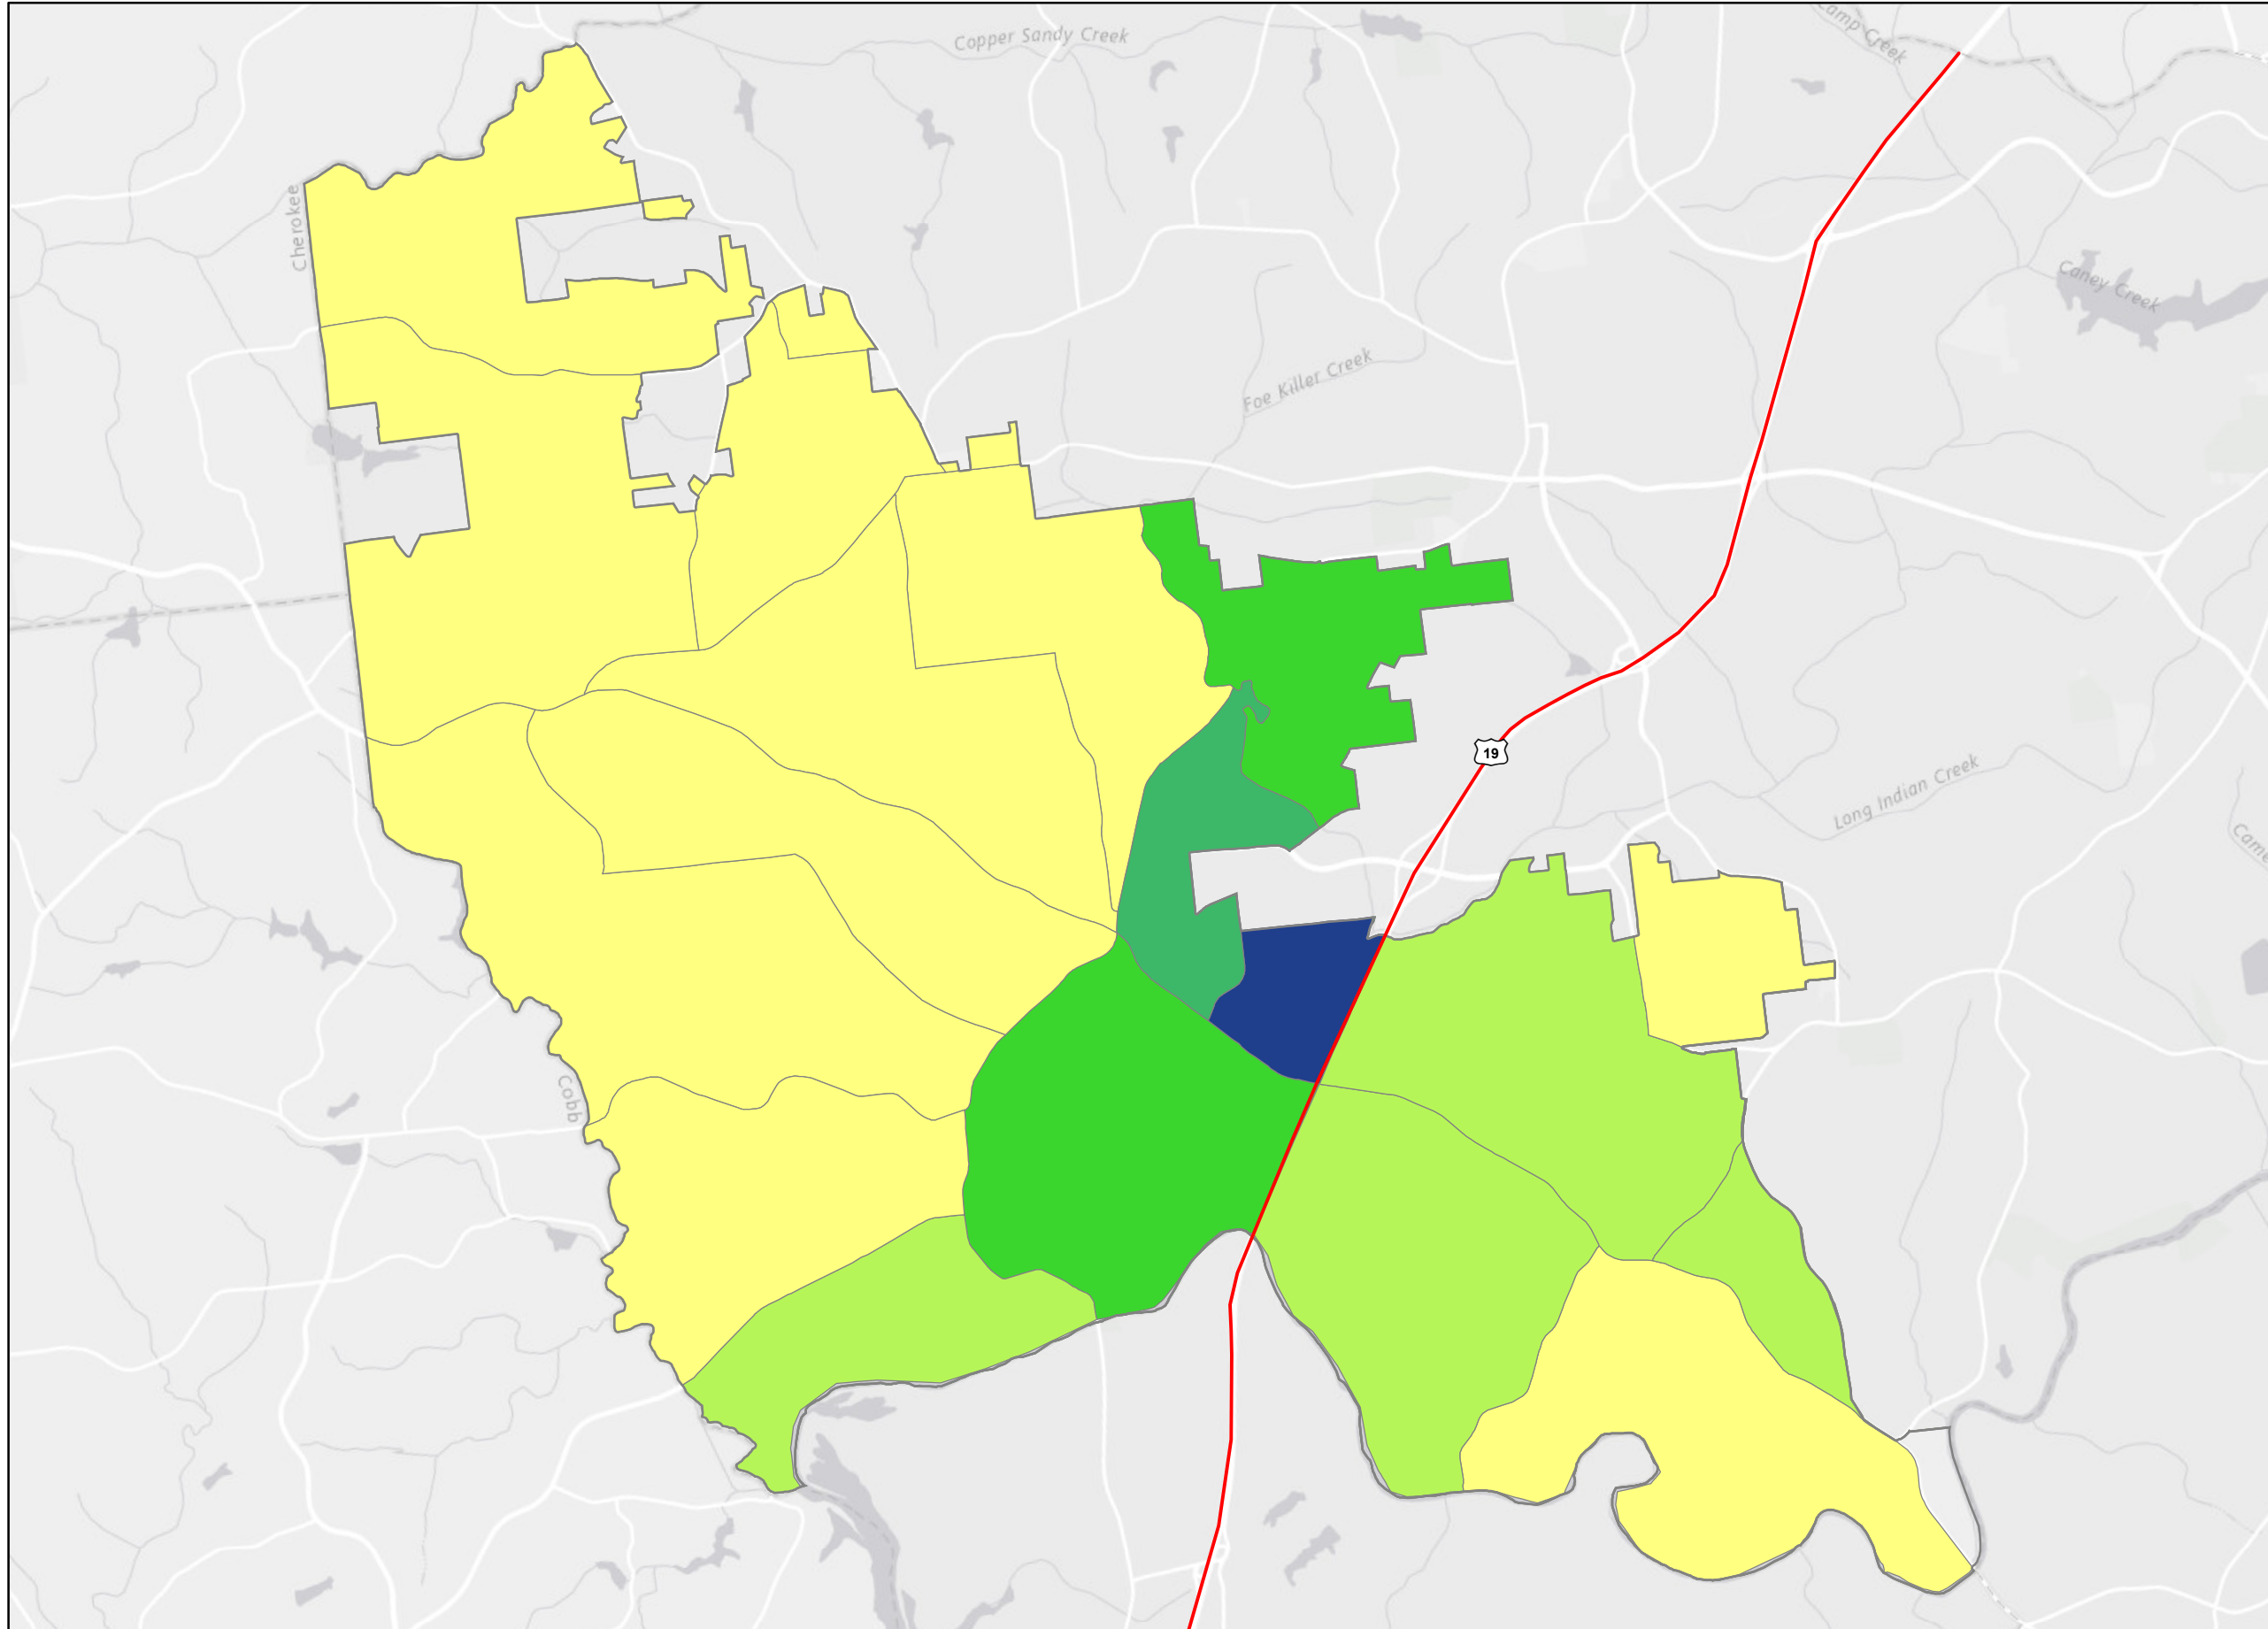 Copper Sandy Creek
Camp Creek
Cherokee
Caney Creek
Foe Killer Creek
19
Long Indian Creek
Cobb